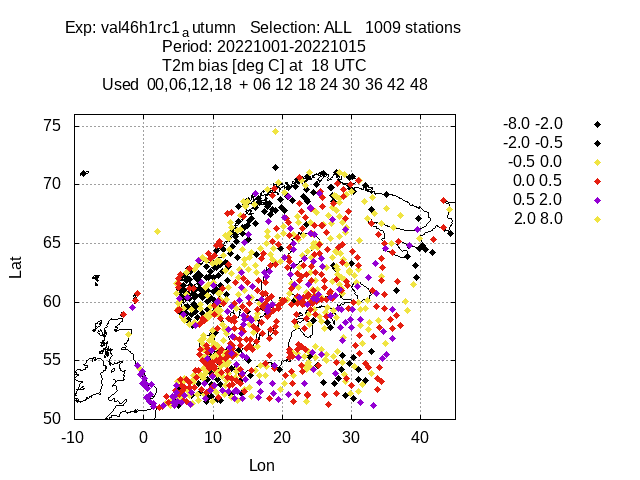 Exp: val46h1rc1autumn Selection: ALL 1009 stations
Period: 20221001-20221015
T2m bias [deg C] at 18 UTC
Used 00,06,12,18 + 06 12 18 24 30 36 42 48
-8.0 -2.0
-2.0 -0.5
-0.5 0.0
0.0 0.5
0.5 2.0
2.0 8.0
75
70
65
60
55
50
Lat
-10 0 10 20 30 40
Lon